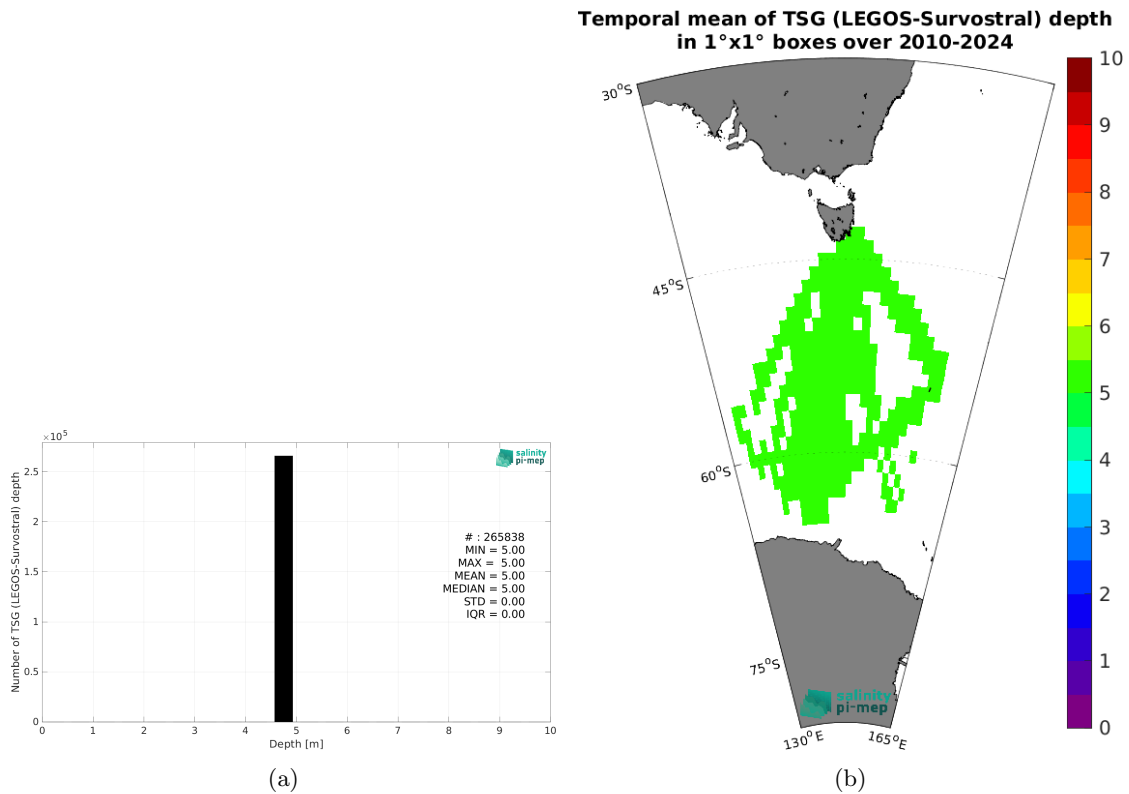 ×10⁵
2.5
2
1.5
1
0.5
0
0 1 2 3 4 5 6 7 8 9 10
Depth [m]
Number of TSG (LEGOS-Survostral) depth
salinity
pi-mep
# : 265838
MIN = 5.00
MAX =  5.00
MEAN = 5.00
MEDIAN = 5.00
STD = 0.00
IQR = 0.00
(a)
Temporal mean of TSG (LEGOS-Survostral) depth
in 1°x1° boxes over 2010-2024
30°S
45°S
60°S
75°S
130°E
165°E
salinity
pi-mep
10
9
8
7
6
5
4
3
2
1
0
(b)